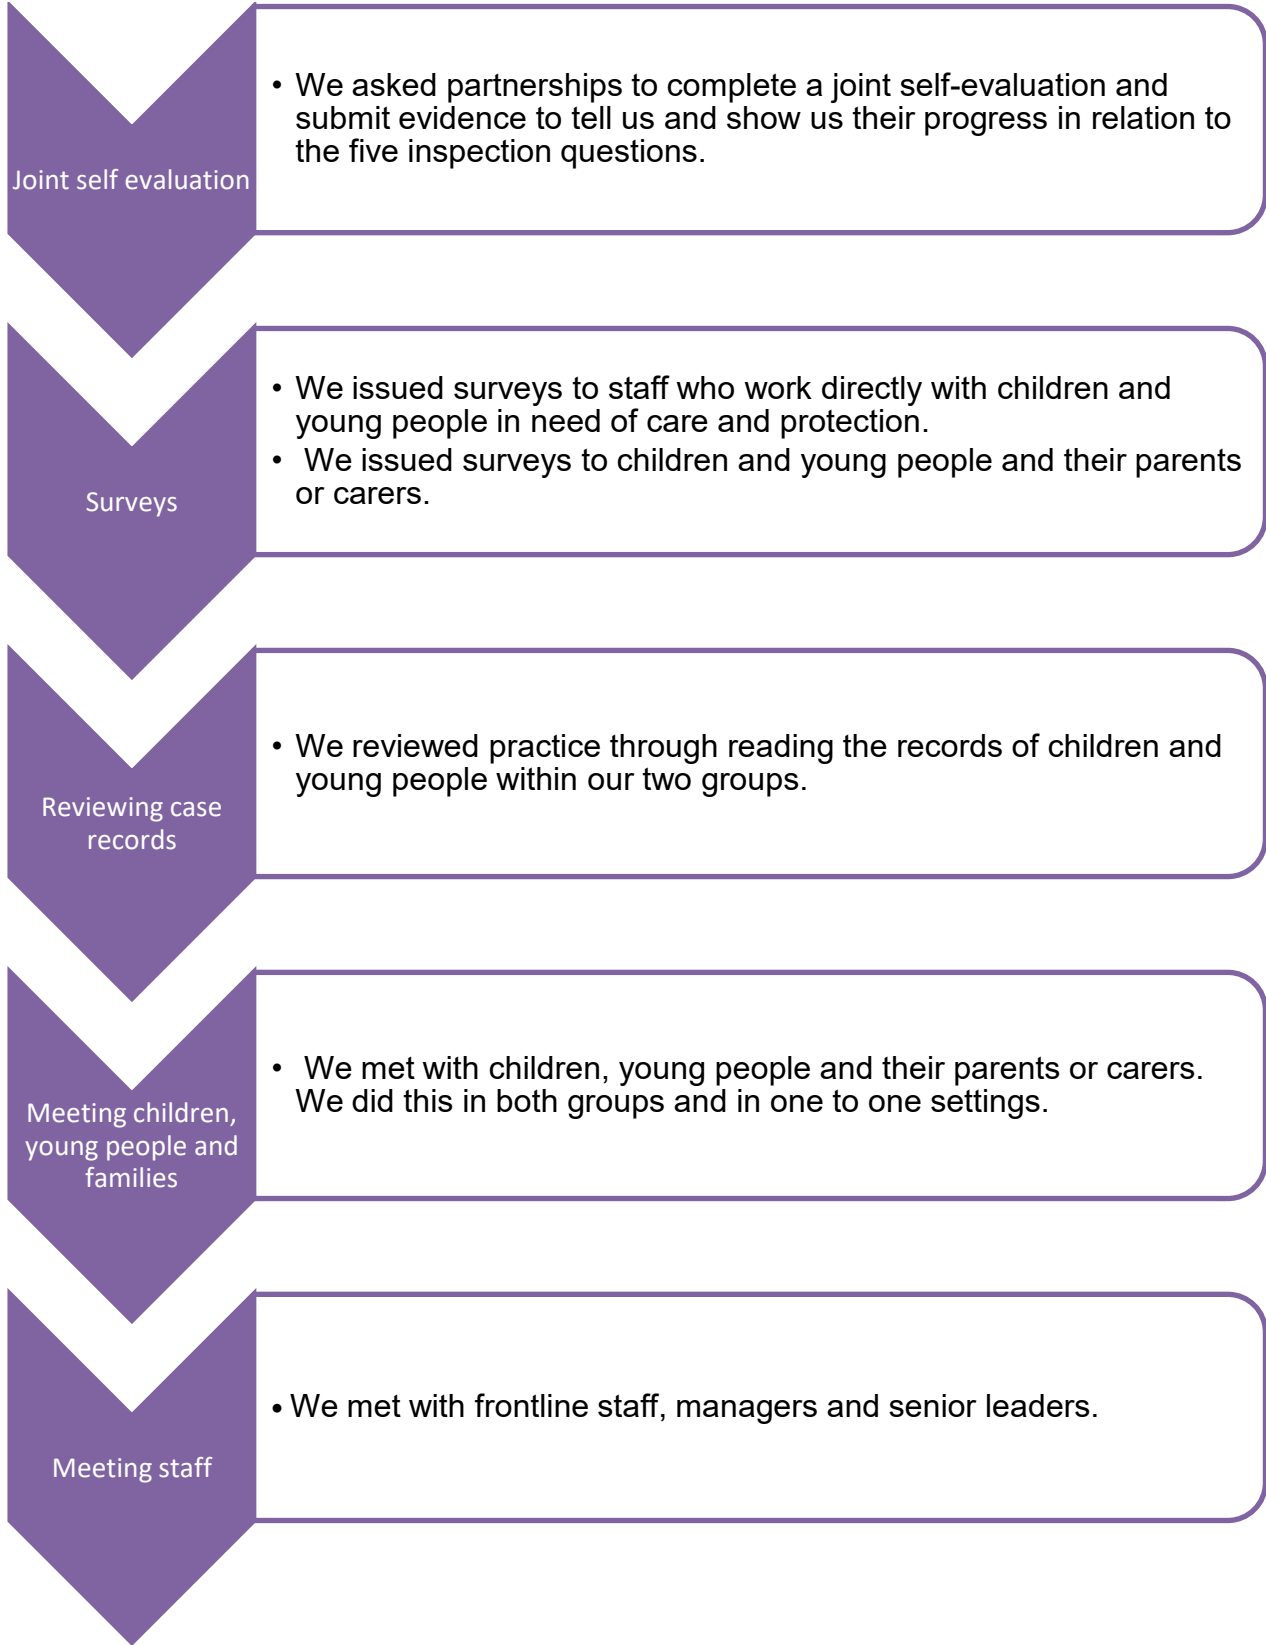 Joint self evaluation
• We asked partnerships to complete a joint self-evaluation and
submit evidence to tell us and show us their progress in relation to
the five inspection questions.
Surveys
• We issued surveys to staff who work directly with children and
young people in need of care and protection.
• We issued surveys to children and young people and their parents
or carers.
Reviewing case
records
• We reviewed practice through reading the records of children and
young people within our two groups.
Meeting children,
young people and
families
• We met with children, young people and their parents or carers.
We did this in both groups and in one to one settings.
Meeting staff
• We met with frontline staff, managers and senior leaders.